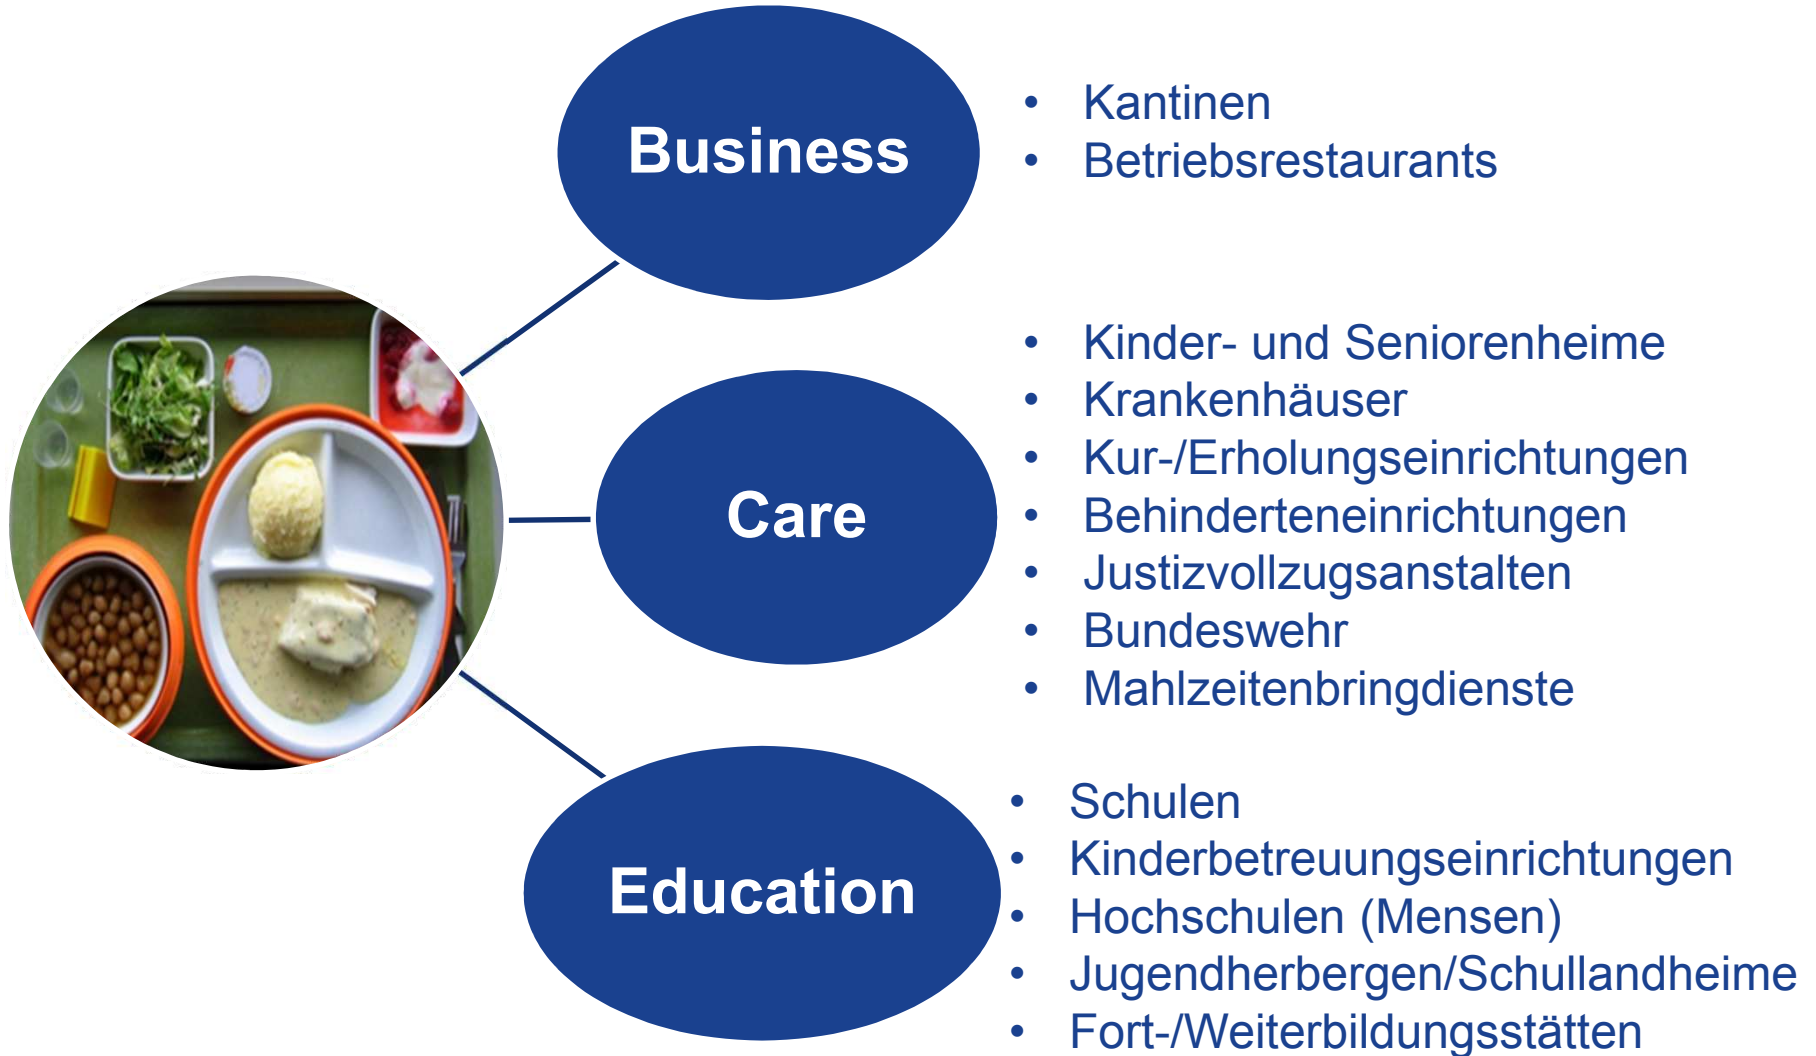 Business
• Kantinen
• Betriebsrestaurants
Care
• Kinder- und Seniorenheime
• Krankenhäuser
• Kur-/Erholungseinrichtungen
• Behinderteneinrichtungen
• Justizvollzugsanstalten
• Bundeswehr
• Mahlzeitenbringdienste
Education
• Schulen
• Kinderbetreuungseinrichtungen
• Hochschulen (Mensen)
• Jugendherbergen/Schullandheime
• Fort-/Weiterbildungsstätten